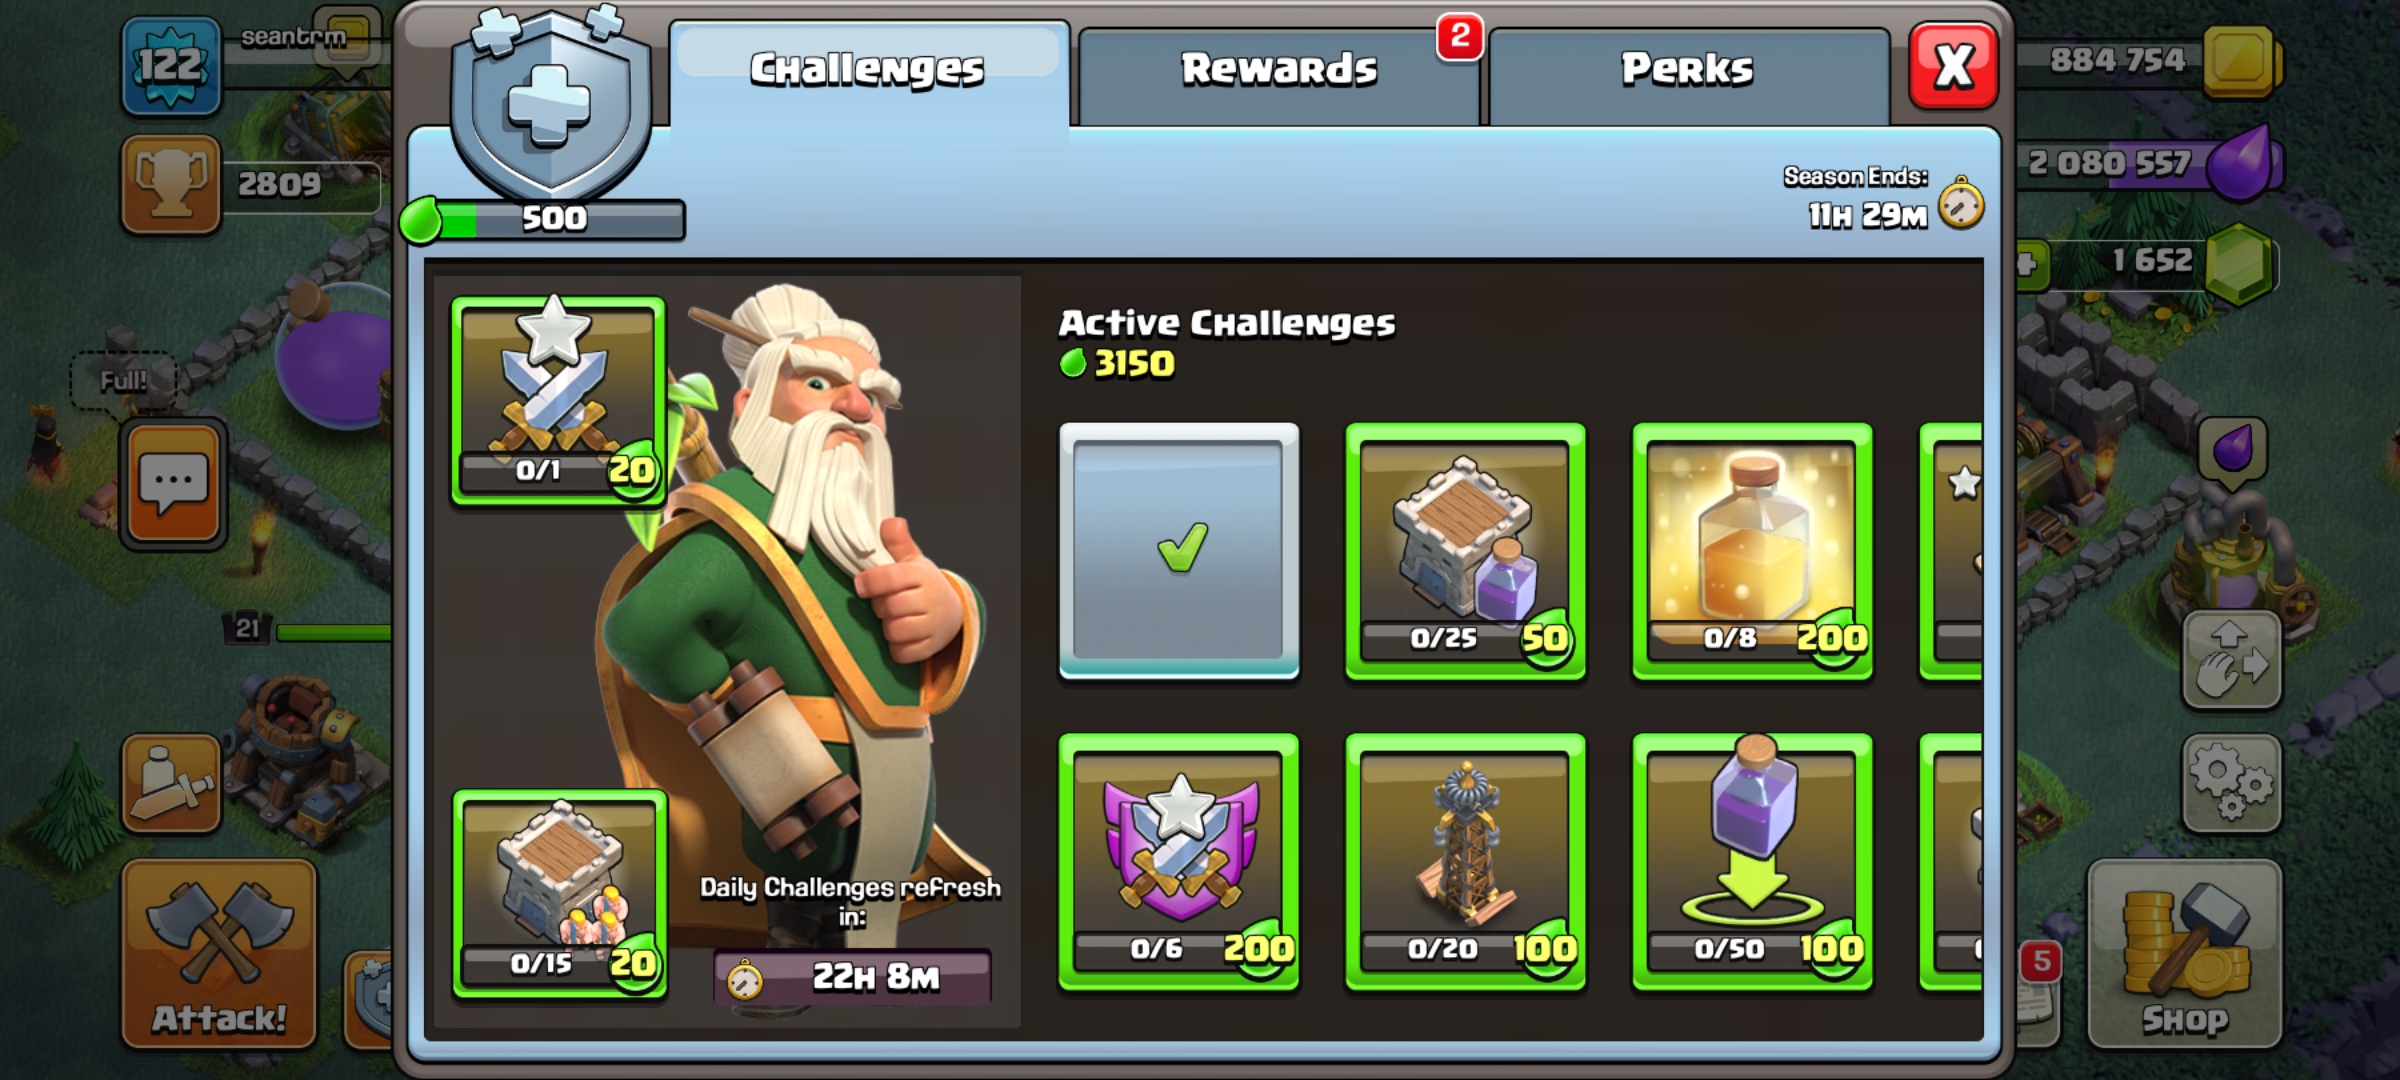 122
seantrm
2809
Challenges
Rewards
2
Perks
X
884 754
2 080 557
1 652
500
Season Ends:
11H 29M
Full!
21
Attack!
0/1
20
0/15
20
Daily Challenges refresh
in:
22H 8M
Active Challenges
3150
0/25
50
0/8
200
0/6
200
0/20
100
0/50
100
5
Shop